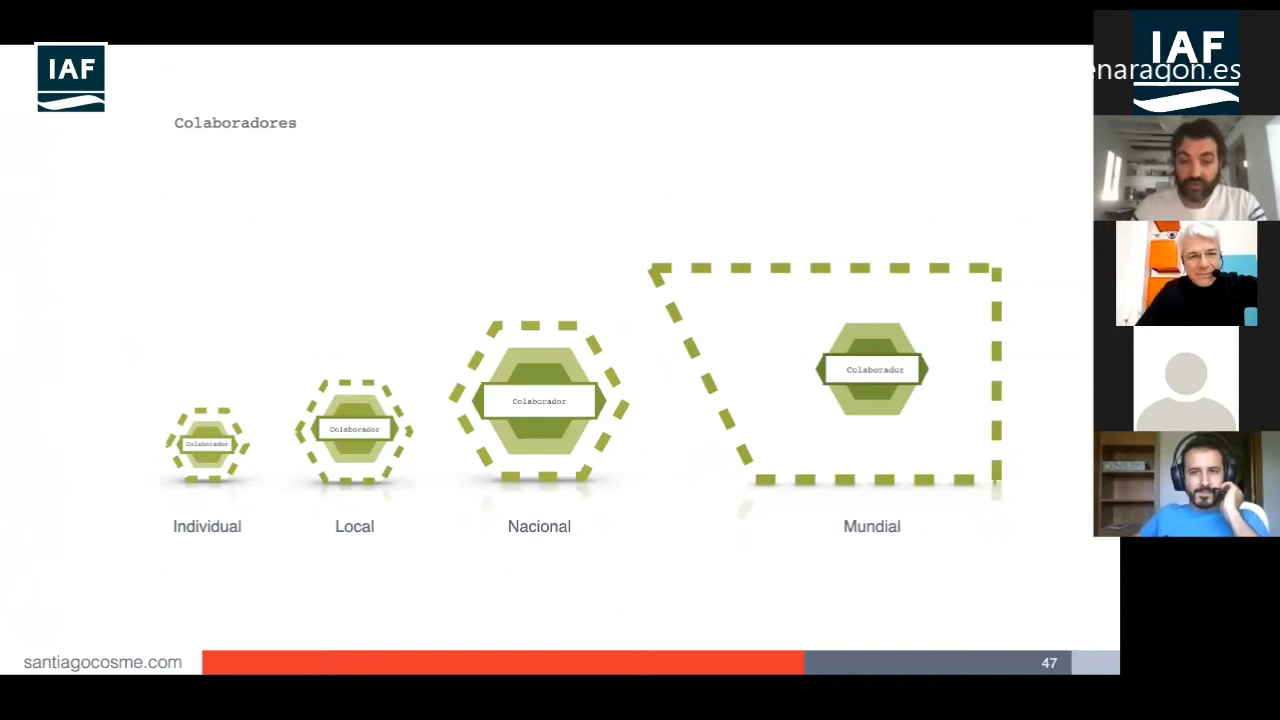 IAF
IAF
enaragon.es
Colaboradores
Colaborador
Colaborador
Colaborador
Colaborador
Individual
Local
Nacional
Mundial
santiagocosme.com
47